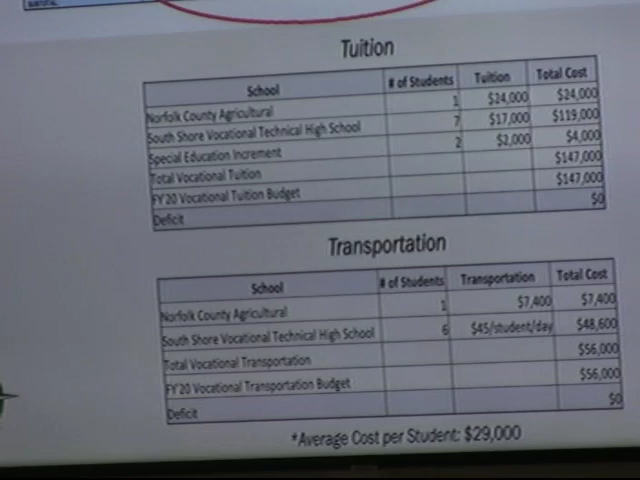 Tuition
School # of Students Tuition Total Cost
Norfolk County Agricultural 1 $24,000 $24,000
South Shore Vocational Technical High School 7 $17,000 $119,000
Special Education Increment 2 $2,000 $4,000
Total Vocational Tuition $147,000
FY'20 Vocational Tuition Budget $147,000
Deficit $0
Transportation
School # of Students Transportation Total Cost
Norfolk County Agricultural 1 $7,400 $7,400
South Shore Vocational Technical High School 6 $45/student/day $48,600
Total Vocational Transportation $56,000
FY'20 Vocational Transportation Budget $56,000
Deficit $0
*Average Cost per Student: $29,000